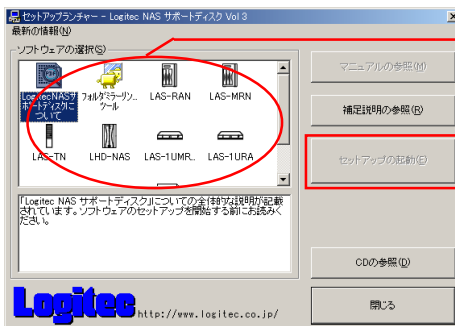 セットアップランチャー - Logitec NAS サポートディスク Vol 3
最新の情報(N)
ソフトウェアの選択(S)
LogitecNASサポートディスクについて
フォルダミラーリン... ツール
LAS-RAN
LAS-MRN
LAS-TN
LHD-NAS
LAS-1UMR...
LAS-1URA
「Logitec NAS サポートディスク」についての全体的な説明が記載
されています。ソフトウェアのセットアップを開始する前にお読みく
ださい。
マニュアルの参照(M)
補足説明の参照(R)
セットアップの起動(E)
CDの参照(D)
閉じる
Logitec
http://www.logitec.co.jp/